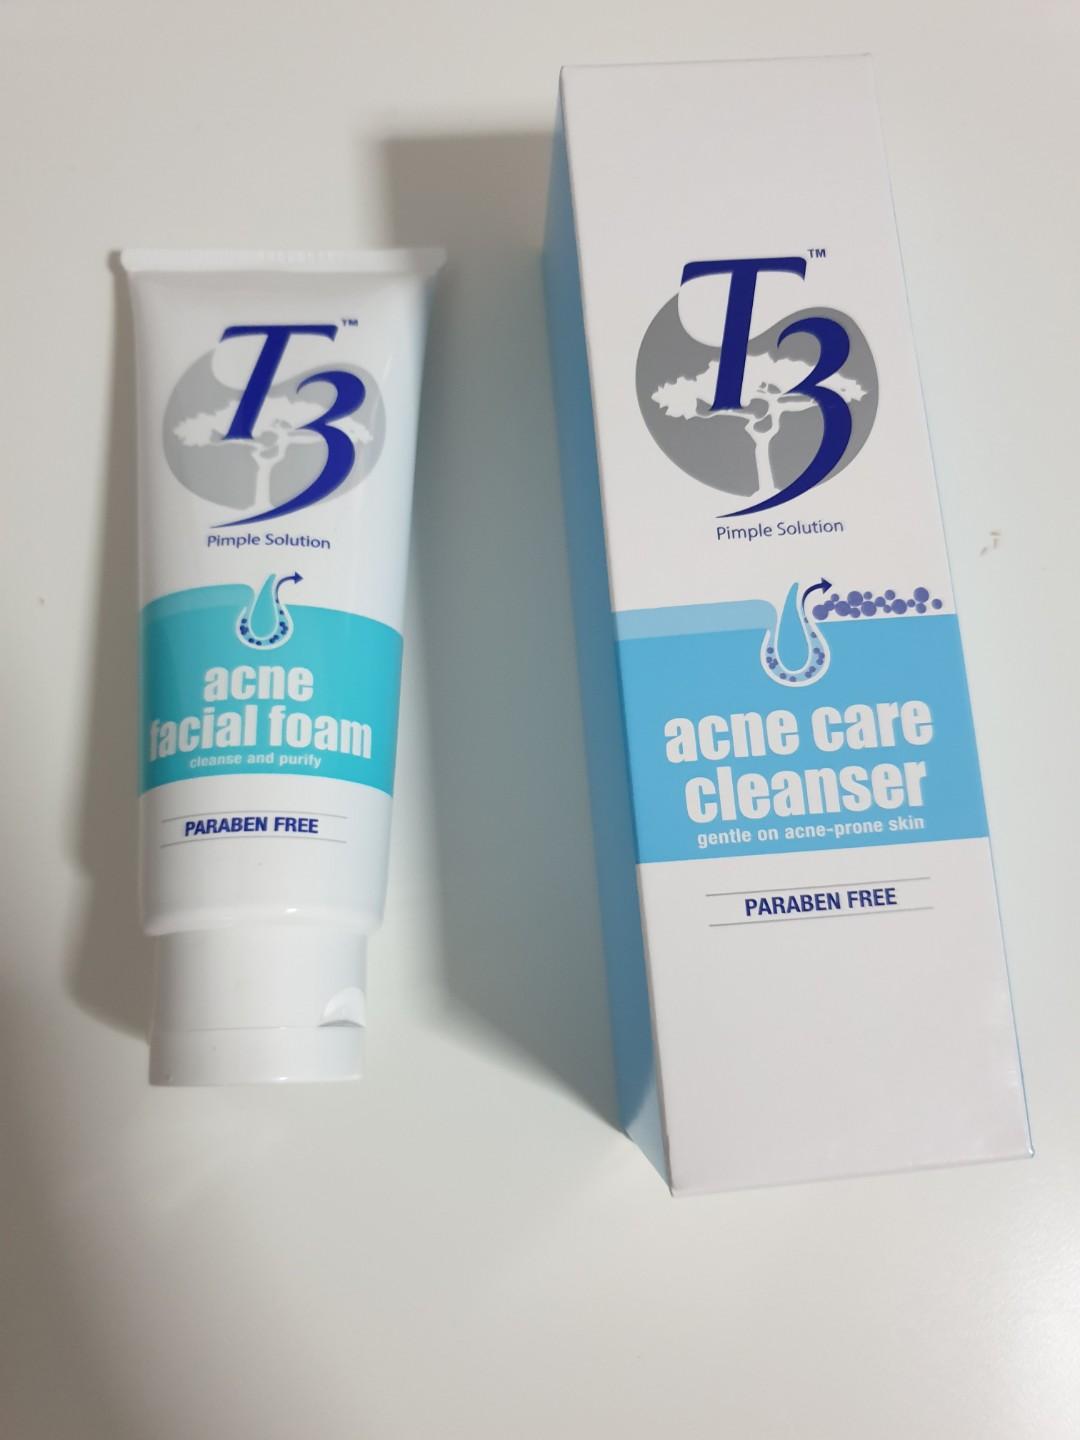 T3™
Pimple Solution
acne
facial foam
cleanse and purify
PARABEN FREE
T3™
Pimple Solution
acne care
cleanser
gentle on acne-prone skin
PARABEN FREE